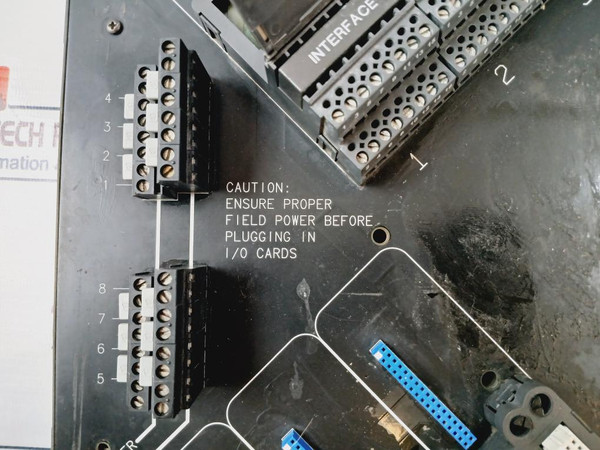 INTERFACE
2
1
4
3
2
1
CAUTION:
ENSURE PROPER
FIELD POWER BEFORE
PLUGGING IN
I/O CARDS
8
7
6
5